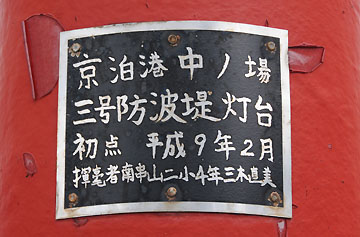 京泊港中ノ場
三号防波堤灯台
初点 平成9年2月
揮毫者南串山二小4年三木直美